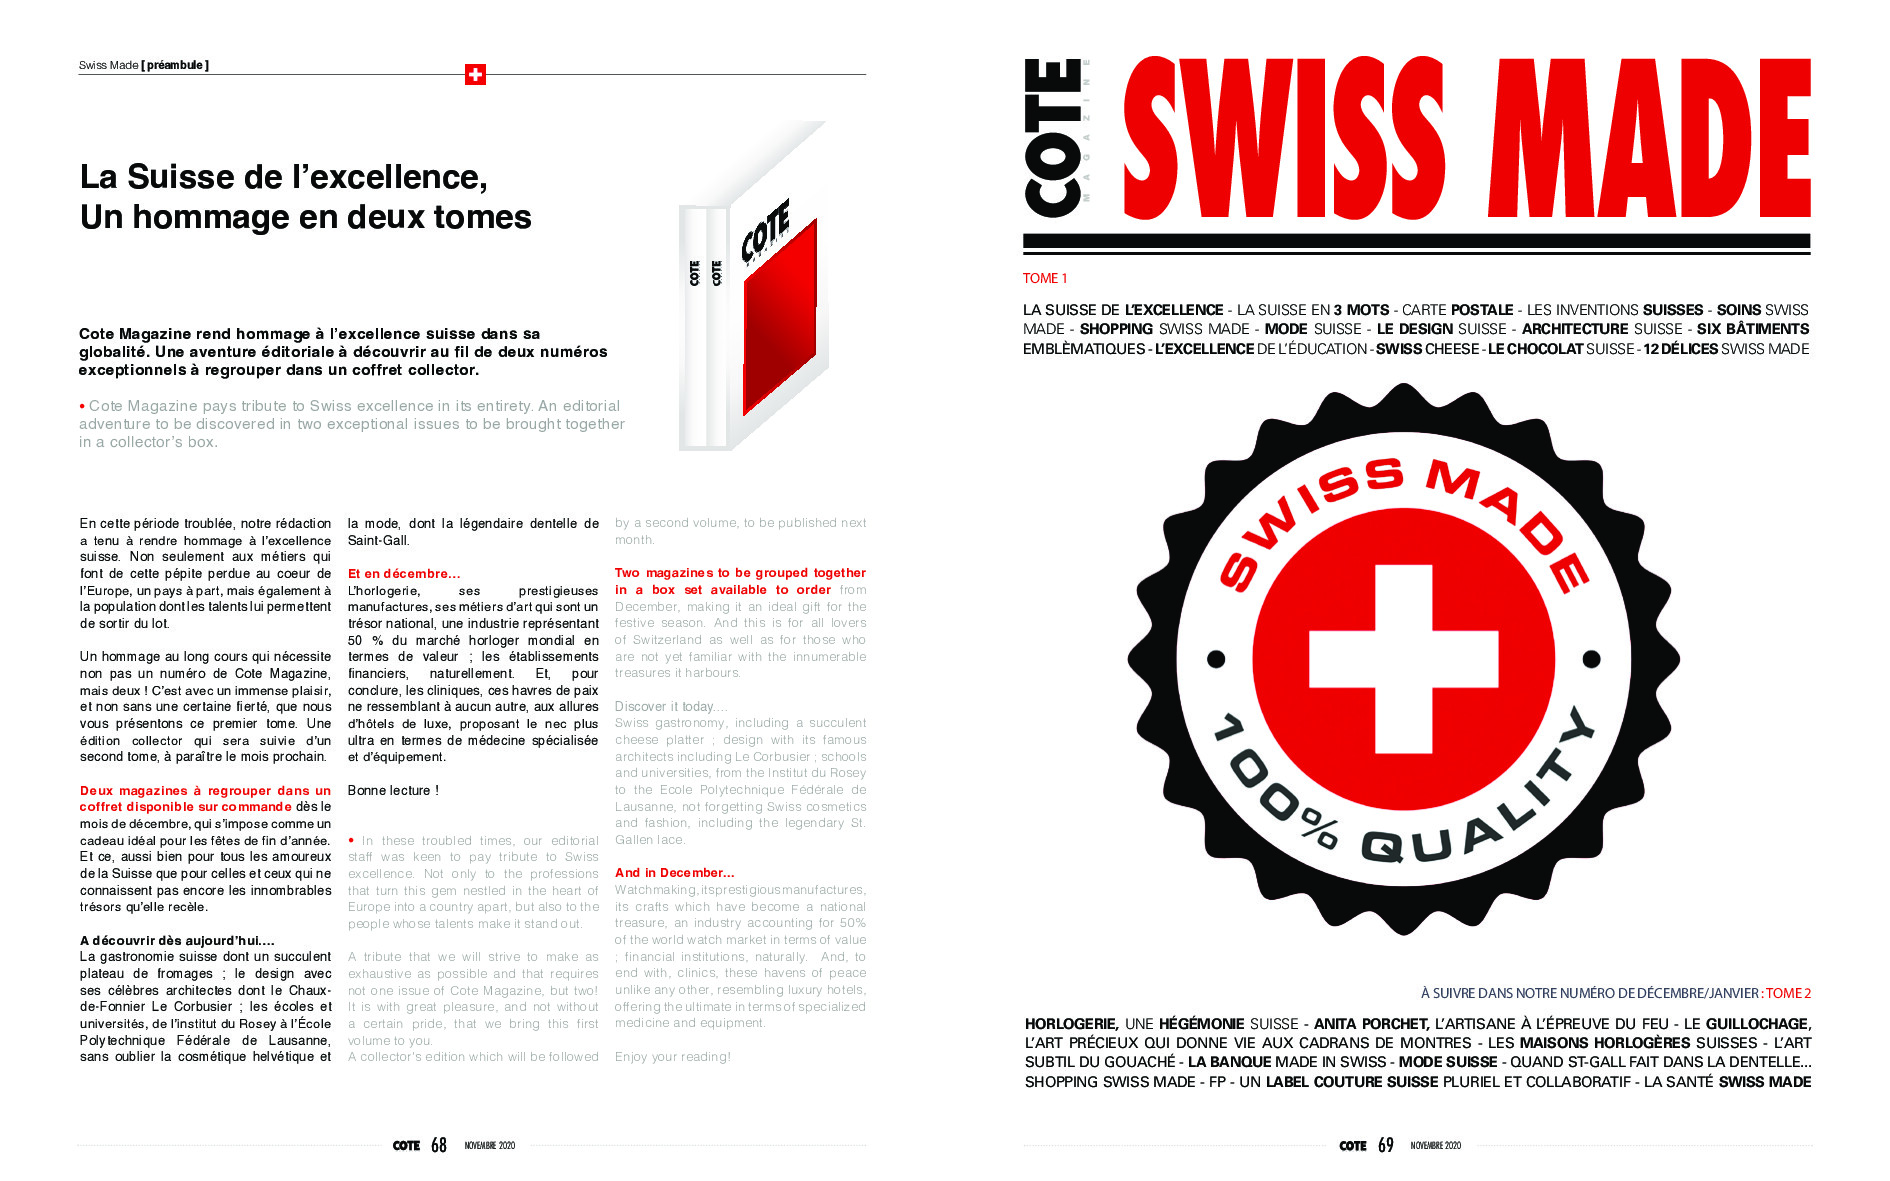 Swiss Made [ préambule ]
La Suisse de l’excellence,
Un hommage en deux tomes
COTE
COTE
COTE
Cote Magazine rend hommage à l’excellence suisse dans sa
globalité. Une aventure éditoriale à découvrir au fil de deux numéros
exceptionnels à regrouper dans un coffret collector.
• Cote Magazine pays tribute to Swiss excellence in its entirety. An editorial
adventure to be discovered in two exceptional issues to be brought together
in a collector’s box.
En cette période troublée, notre rédaction
a tenu à rendre hommage à l’excellence
suisse. Non seulement aux métiers qui
font de cette pépite perdue au coeur de
l’Europe, un pays à part, mais également à
la population dont les talents lui permettent
de sortir du lot.
Un hommage au long cours qui nécessite
non pas un numéro de Cote Magazine,
mais deux ! C’est avec un immense plaisir,
et non sans une certaine fierté, que nous
vous présentons ce premier tome. Une
édition collector qui sera suivie d’un
second tome, à paraître le mois prochain.
Deux magazines à regrouper dans un
coffret disponible sur commande dès le
mois de décembre, qui s’impose comme un
cadeau idéal pour les fêtes de fin d’année.
Et ce, aussi bien pour tous les amoureux
de la Suisse que pour celles et ceux qui ne
connaissent pas encore les innombrables
trésors qu’elle recèle.
A découvrir dès aujourd’hui....
La gastronomie suisse dont un succulent
plateau de fromages ; le design avec
ses célèbres architectes dont le Chaux-
de-Fonnier Le Corbusier ; les écoles et
universités, de l’institut du Rosey à l’École
Polytechnique Fédérale de Lausanne,
sans oublier la cosmétique helvétique et
la mode, dont la légendaire dentelle de
Saint-Gall.
Et en décembre…
L’horlogerie, ses prestigieuses
manufactures, ses métiers d’art qui sont un
trésor national, une industrie représentant
50 % du marché horloger mondial en
termes de valeur ; les établissements
financiers, naturellement. Et, pour
conclure, les cliniques, ces havres de paix
ne ressemblant à aucun autre, aux allures
d’hôtels de luxe, proposant le nec plus
ultra en termes de médecine spécialisée
et d’équipement.
Bonne lecture !
• In these troubled times, our editorial
staff was keen to pay tribute to Swiss
excellence. Not only to the professions
that turn this gem nestled in the heart of
Europe into a country apart, but also to the
people whose talents make it stand out.
A tribute that we will strive to make as
exhaustive as possible and that requires
not one issue of Cote Magazine, but two!
It is with great pleasure, and not without
a certain pride, that we bring this first
volume to you.
A collector’s edition which will be followed
by a second volume, to be published next
month.
Two magazines to be grouped together
in a box set available to order from
December, making it an ideal gift for the
festive season. And this is for all lovers
of Switzerland as well as for those who
are not yet familiar with the innumerable
treasures it harbours.
Discover it today....
Swiss gastronomy, including a succulent
cheese platter ; design with its famous
architects including Le Corbusier ; schools
and universities, from the Institut du Rosey
to the Ecole Polytechnique Fédérale de
Lausanne, not forgetting Swiss cosmetics
and fashion, including the legendary St.
Gallen lace.
And in December…
Watchmaking, its prestigious manufactures,
its crafts which have become a national
treasure, an industry accounting for 50%
of the world watch market in terms of value
; financial institutions, naturally. And, to
end with, clinics, these havens of peace
unlike any other, resembling luxury hotels,
offering the ultimate in terms of specialized
medicine and equipment.
Enjoy your reading!
COTE 68 NOVEMBRE 2020
COTE
MAGAZINE
SWISS MADE
TOME 1
LA SUISSE DE L’EXCELLENCE - LA SUISSE EN 3 MOTS - CARTE POSTALE - LES INVENTIONS SUISSES - SOINS SWISS
MADE - SHOPPING SWISS MADE - MODE SUISSE - LE DESIGN SUISSE - ARCHITECTURE SUISSE - SIX BÂTIMENTS
EMBLÈMATIQUES - L’EXCELLENCE DE L’ÉDUCATION - SWISS CHEESE - LE CHOCOLAT SUISSE - 12 DÉLICES SWISS MADE
SWISS MADE
100% QUALITY
À SUIVRE DANS NOTRE NUMÉRO DE DÉCEMBRE/JANVIER : TOME 2
HORLOGERIE, UNE HÉGÉMONIE SUISSE - ANITA PORCHET, L’ARTISANE À L’ÉPREUVE DU FEU - LE GUILLOCHAGE,
L’ART PRÉCIEUX QUI DONNE VIE AUX CADRANS DE MONTRES - LES MAISONS HORLOGÈRES SUISSES - L’ART
SUBTIL DU GOUACHÉ - LA BANQUE MADE IN SWISS - MODE SUISSE - QUAND ST-GALL FAIT DANS LA DENTELLE...
SHOPPING SWISS MADE - FP - UN LABEL COUTURE SUISSE PLURIEL ET COLLABORATIF - LA SANTÉ SWISS MADE
COTE 69 NOVEMBRE 2020